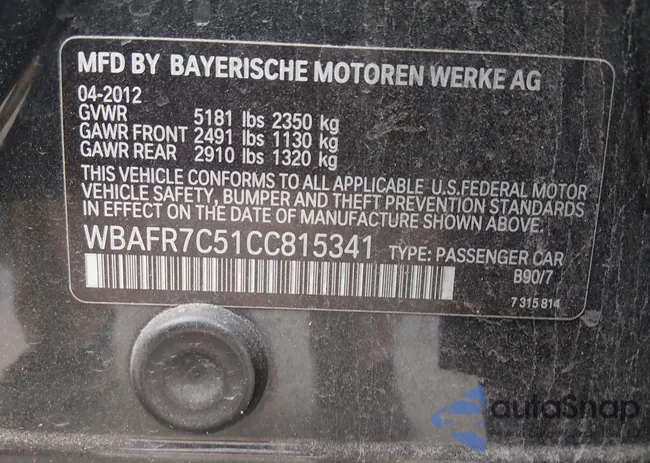 MFD BY BAYERISCHE MOTOREN WERKE AG
04-2012
GVWR 5181 lbs 2350 kg
GAWR FRONT 2491 lbs 1130 kg
GAWR REAR 2910 lbs 1320 kg
THIS VEHICLE CONFORMS TO ALL APPLICABLE U.S.FEDERAL MOTOR
VEHICLE SAFETY, BUMPER AND THEFT PREVENTION STANDARDS
IN EFFECT ON THE DATE OF MANUFACTURE SHOWN ABOVE.
WBAFR7C51CC815341 TYPE: PASSENGER CAR
B90/7
7 315 814
autoSnap